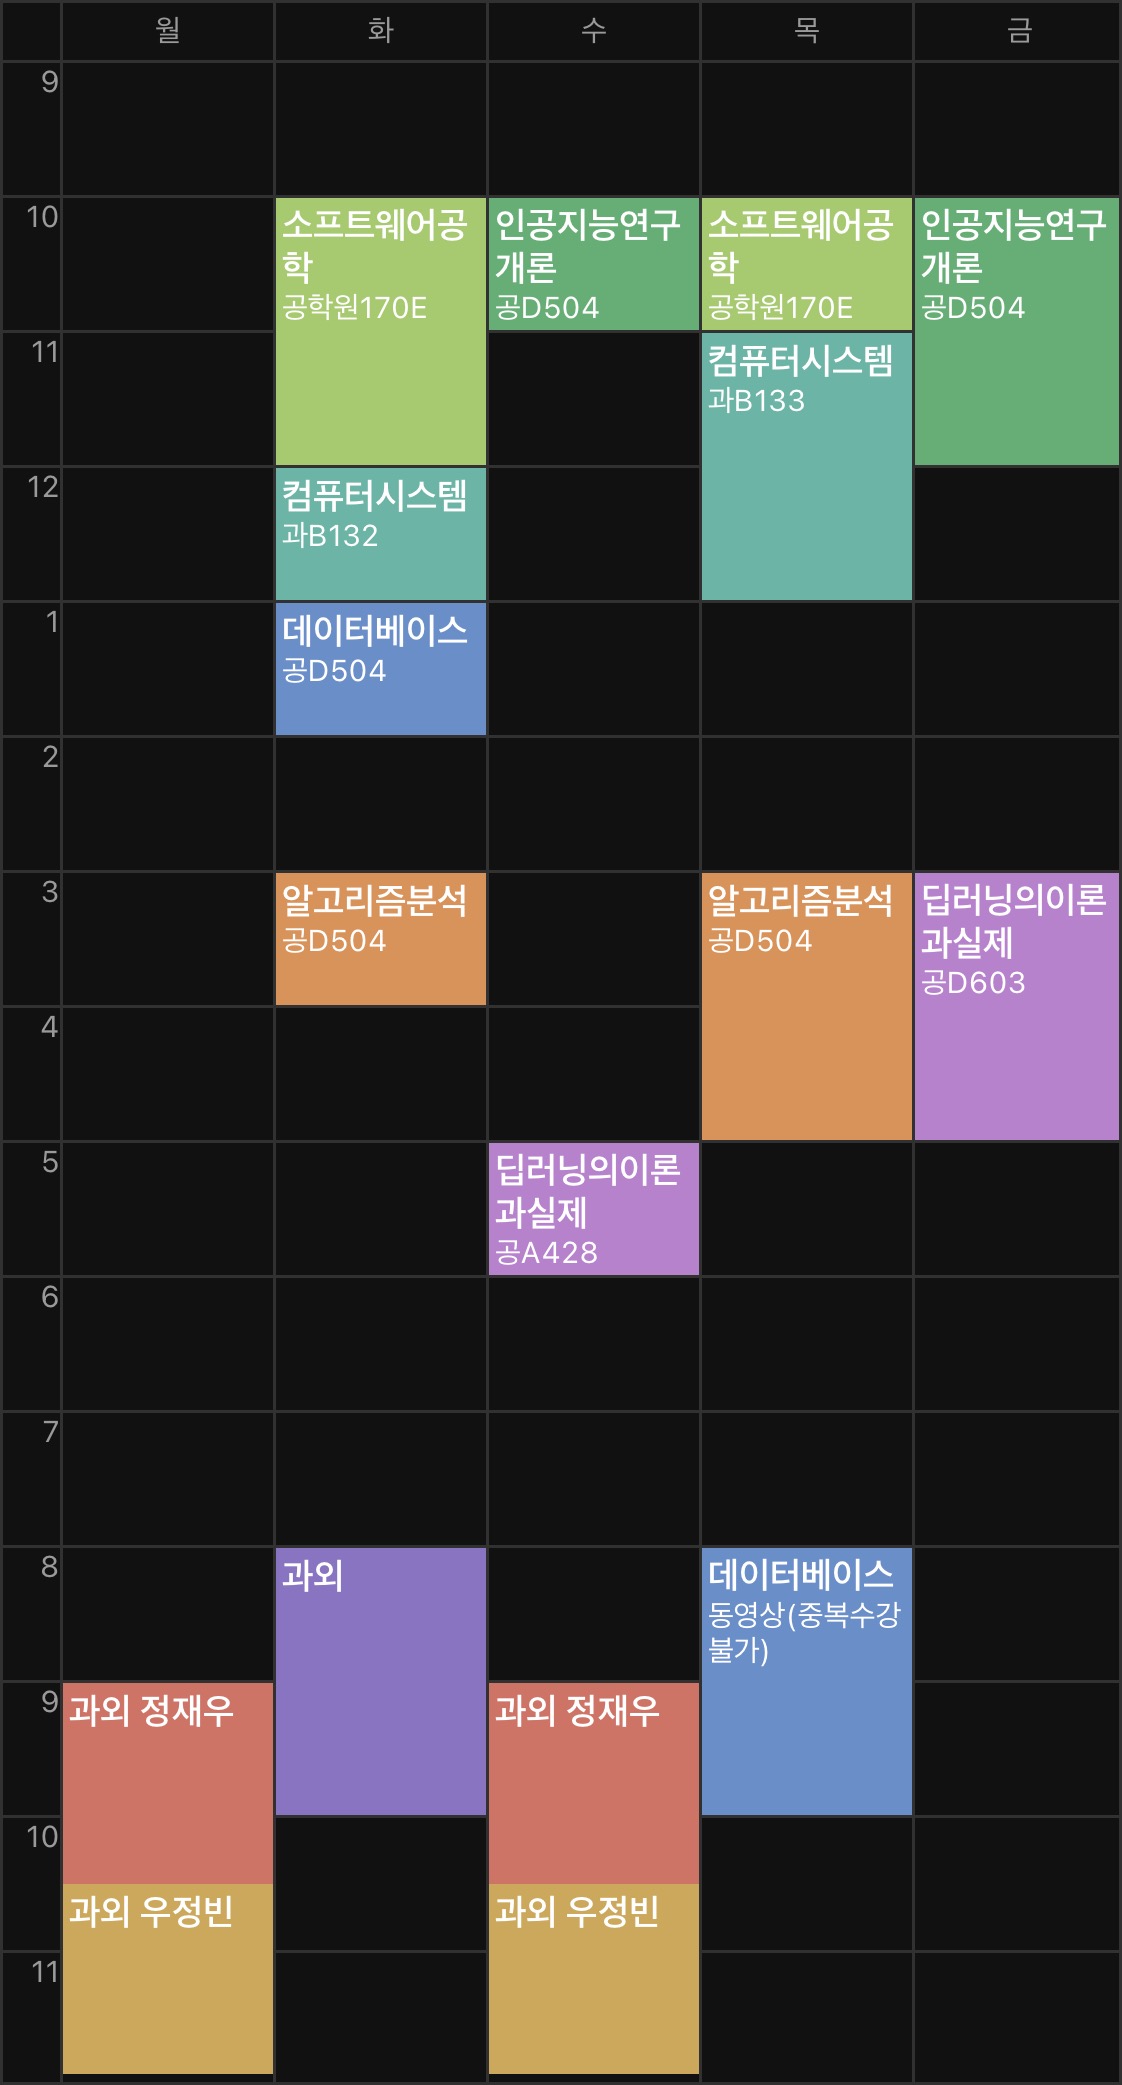 월 화 수 목 금
9
10
소프트웨어공
학
공학원170E
인공지능연구
개론
공D504
소프트웨어공
학
공학원170E
인공지능연구
개론
공D504
11
컴퓨터시스템
과B133
12
컴퓨터시스템
과B132
1
데이터베이스
공D504
2
3
알고리즘분석
공D504
알고리즘분석
공D504
딥러닝의이론
과실제
공D603
4
5
딥러닝의이론
과실제
공A428
6
7
8
과외
데이터베이스
동영상(중복수강
불가)
9
과외 정재우
과외 정재우
10
과외 우정빈
과외 우정빈
11